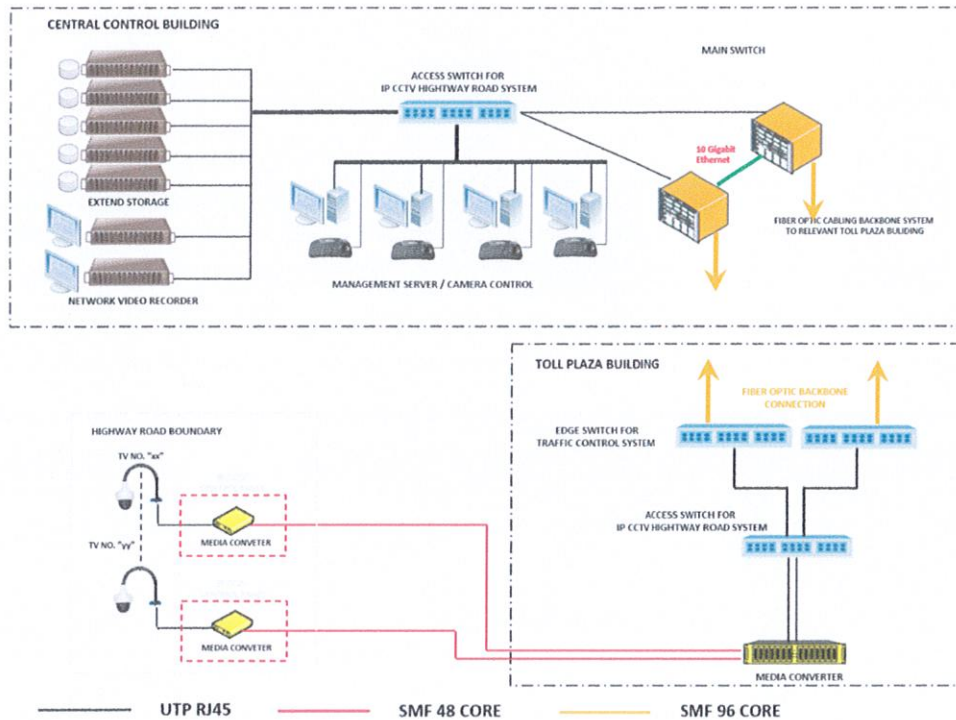 CENTRAL CONTROL BUILDING
MAIN SWITCH
ACCESS SWITCH FOR
IP CCTV HIGHTWAY ROAD SYSTEM
10 Gigabit
Ethernet
EXTEND STORAGE
FIBER OPTIC CABLING BACKBONE SYSTEM
TO RELEVANT TOLL PLAZA BULIDING
MANAGEMENT SERVER / CAMERA CONTROL
NETWORK VIDEO RECORDER
TOLL PLAZA BUILDING
FIBER OPTIC BACKBONE
CONNECTION
HIGHWAY ROAD BOUNDARY
EDGE SWITCH FOR
TRAFFIC CONTROL SYSTEM
TV NO. "xx"
ACCESS SWITCH FOR
IP CCTV HIGHTWAY ROAD SYSTEM
MEDIA CONVETER
TV NO. "yy"
MEDIA CONVETER
MEDIA CONVERTER
UTP RJ45
SMF 48 CORE
SMF 96 CORE